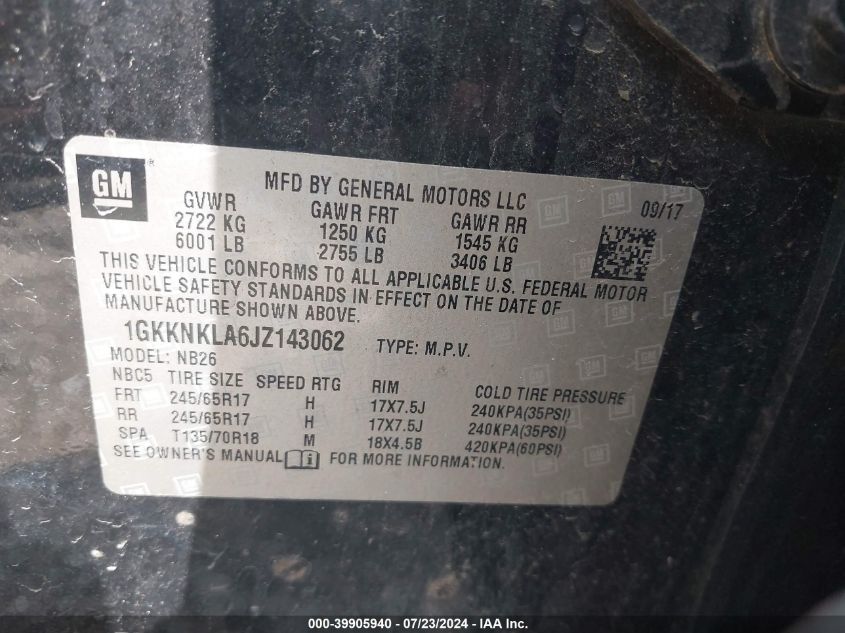 GM
MFD BY GENERAL MOTORS LLC
09/17
GVWR GAWR FRT GAWR RR
2722 KG 1250 KG 1545 KG
6001 LB 2755 LB 3406 LB
THIS VEHICLE CONFORMS TO ALL APPLICABLE U.S. FEDERAL MOTOR
VEHICLE SAFETY STANDARDS IN EFFECT ON THE DATE OF
MANUFACTURE SHOWN ABOVE.
1GKKNKLA6JZ143062 TYPE: M.P.V.
MODEL: NB26
NBC5 TIRE SIZE SPEED RTG RIM COLD TIRE PRESSURE
FRT 245/65R17 H 17X7.5J 240KPA(35PSI)
RR 245/65R17 H 17X7.5J 240KPA(35PSI)
SPA T135/70R18 M 18X4.5B 420KPA(60PSI)
SEE OWNER'S MANUAL FOR MORE INFORMATION.
000-39905940 - 07/23/2024 - IAA Inc.